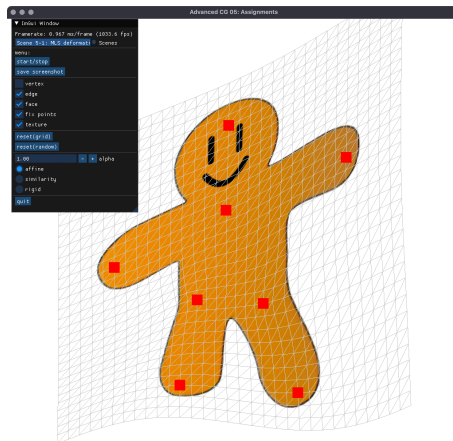 Advanced CG 05: Assignments
▼ ImGui Window
Framerate: 0.967 ms/frame (1033.6 fps)
Scene 5-1: MLS deformati Scenes
menu:
start/stop
save screenshot
vertex
edge
face
fix points
texture
reset(grid)
reset(random)
1.00 - + alpha
affine
similarity
rigid
quit